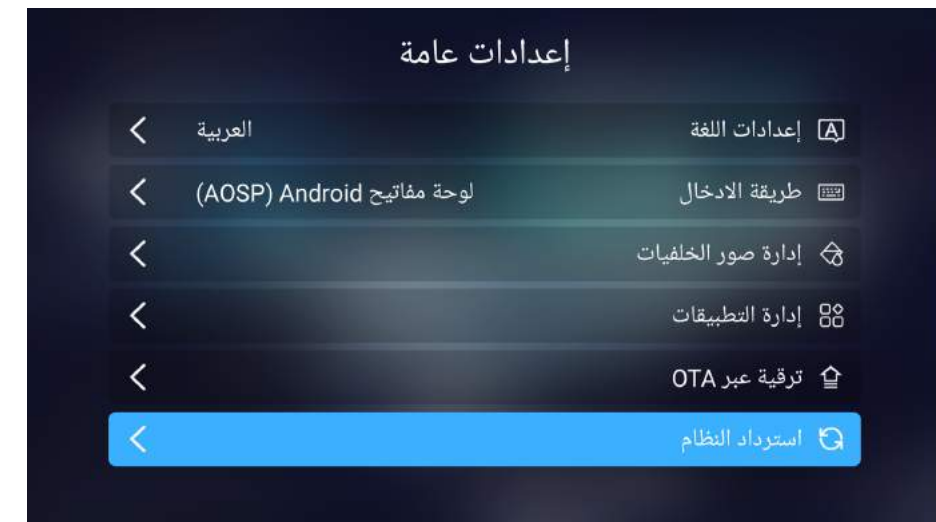 إعدادات عامة
إعدادات اللغة العربية
طريقة الادخال لوحة مفاتيح Android (AOSP)
إدارة صور الخلفيات
إدارة التطبيقات
ترقية عبر OTA
استرداد النظام